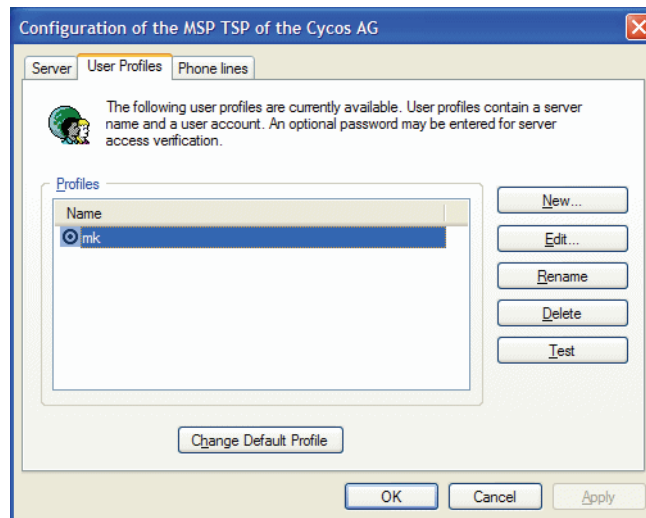 Configuration of the MSP TSP of the Cycos AG
Server User Profiles Phone lines
The following user profiles are currently available. User profiles contain a server
name and a user account. An optional password may be entered for server
access verification.
Profiles
Name
mk
New...
Edit...
Rename
Delete
Test
Change Default Profile
OK Cancel Apply